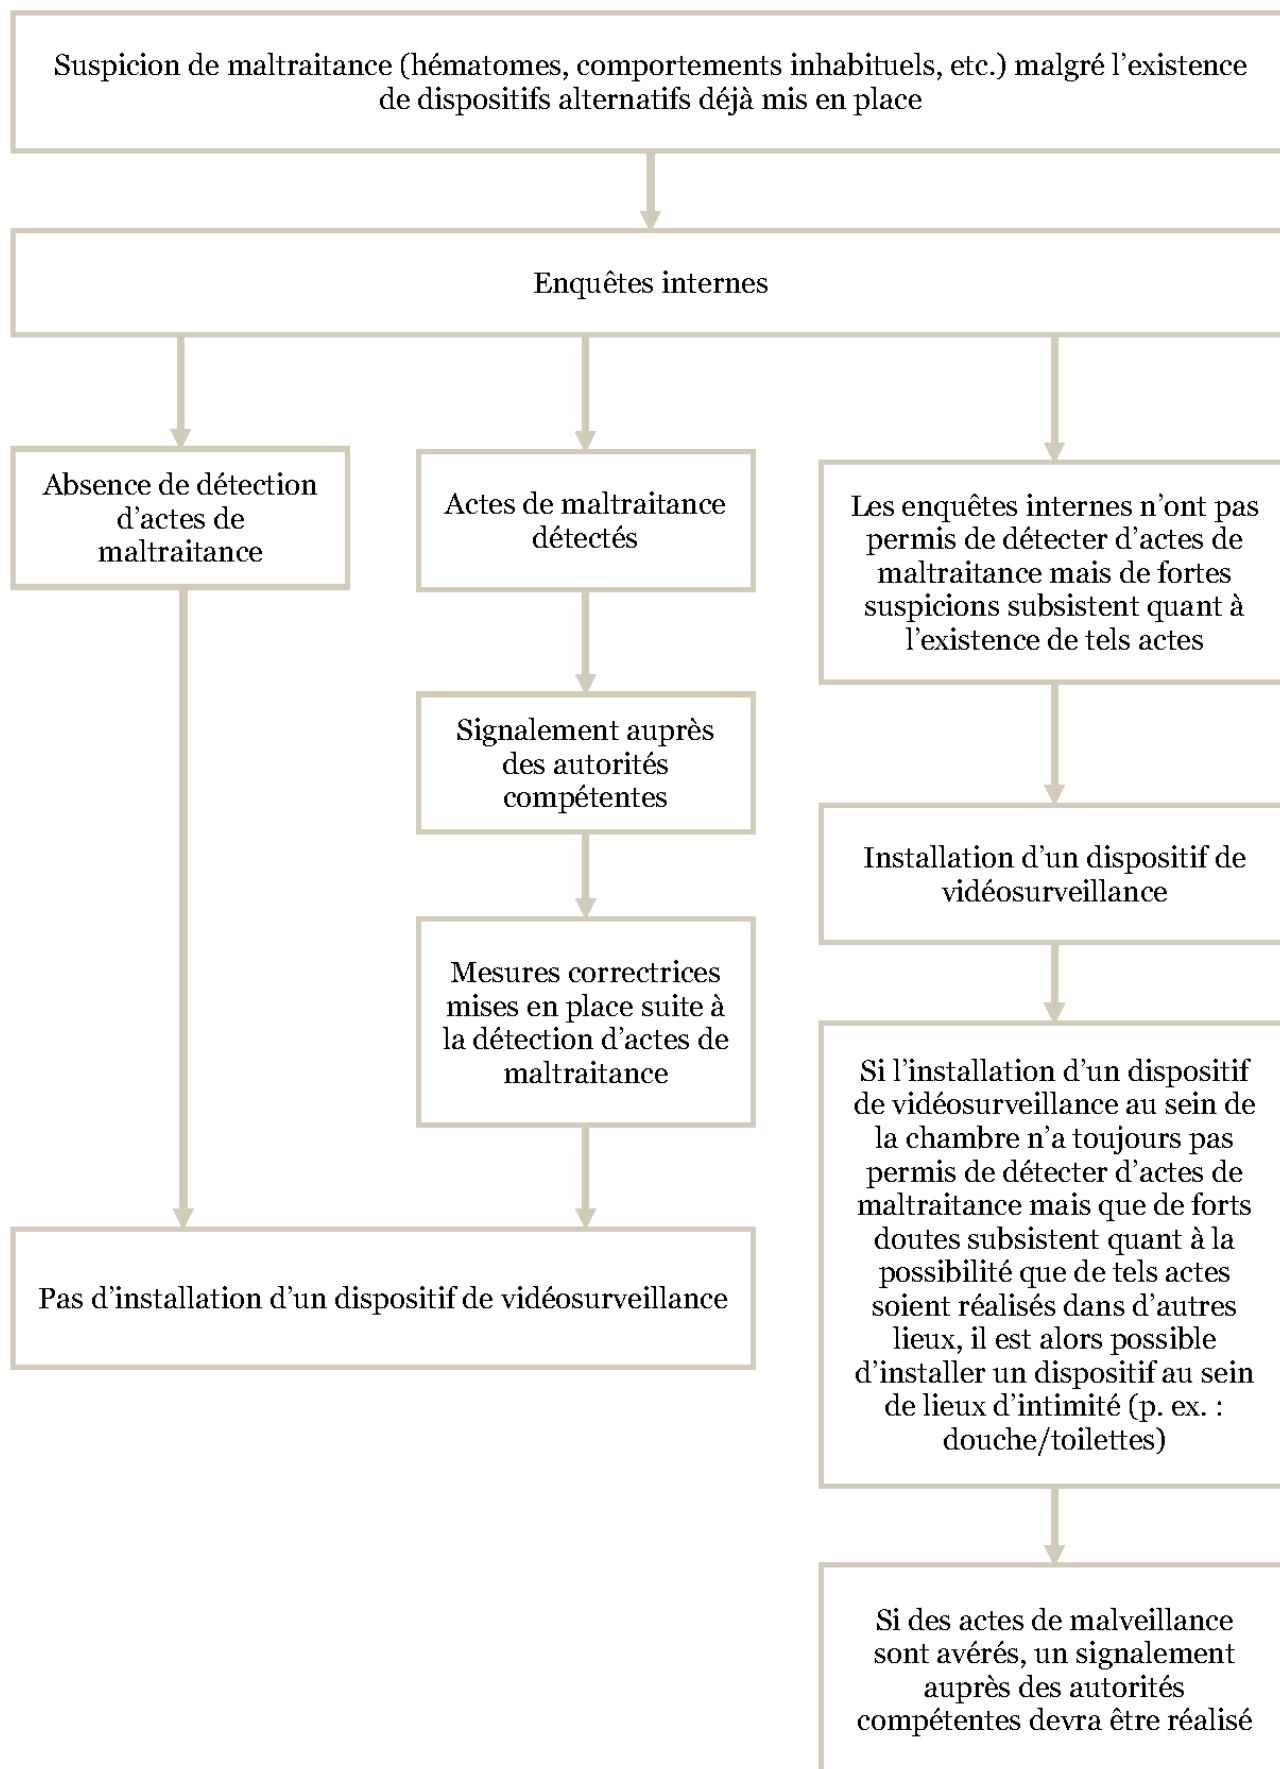 Suspicion de maltraitance (hématomes, comportements inhabituels, etc.) malgré l’existence
de dispositifs alternatifs déjà mis en place
Enquêtes internes
Absence de détection
d’actes de
maltraitance
Actes de maltraitance
détectés
Les enquêtes internes n’ont pas
permis de détecter d’actes de
maltraitance mais de fortes
suspicions subsistent quant à
l’existence de tels actes
Signalement auprès
des autorités
compétentes
Installation d’un dispositif de
vidéosurveillance
Mesures correctrices
mises en place suite à
la détection d’actes de
maltraitance
Si l’installation d’un dispositif
de vidéosurveillance au sein de
la chambre n’a toujours pas
permis de détecter d’actes de
maltraitance mais que de forts
doutes subsistent quant à la
possibilité que de tels actes
soient réalisés dans d’autres
lieux, il est alors possible
d’installer un dispositif au sein
de lieux d’intimité (p. ex. :
douche/toilettes)
Pas d’installation d’un dispositif de vidéosurveillance
Si des actes de malveillance
sont avérés, un signalement
auprès des autorités
compétentes devra être réalisé